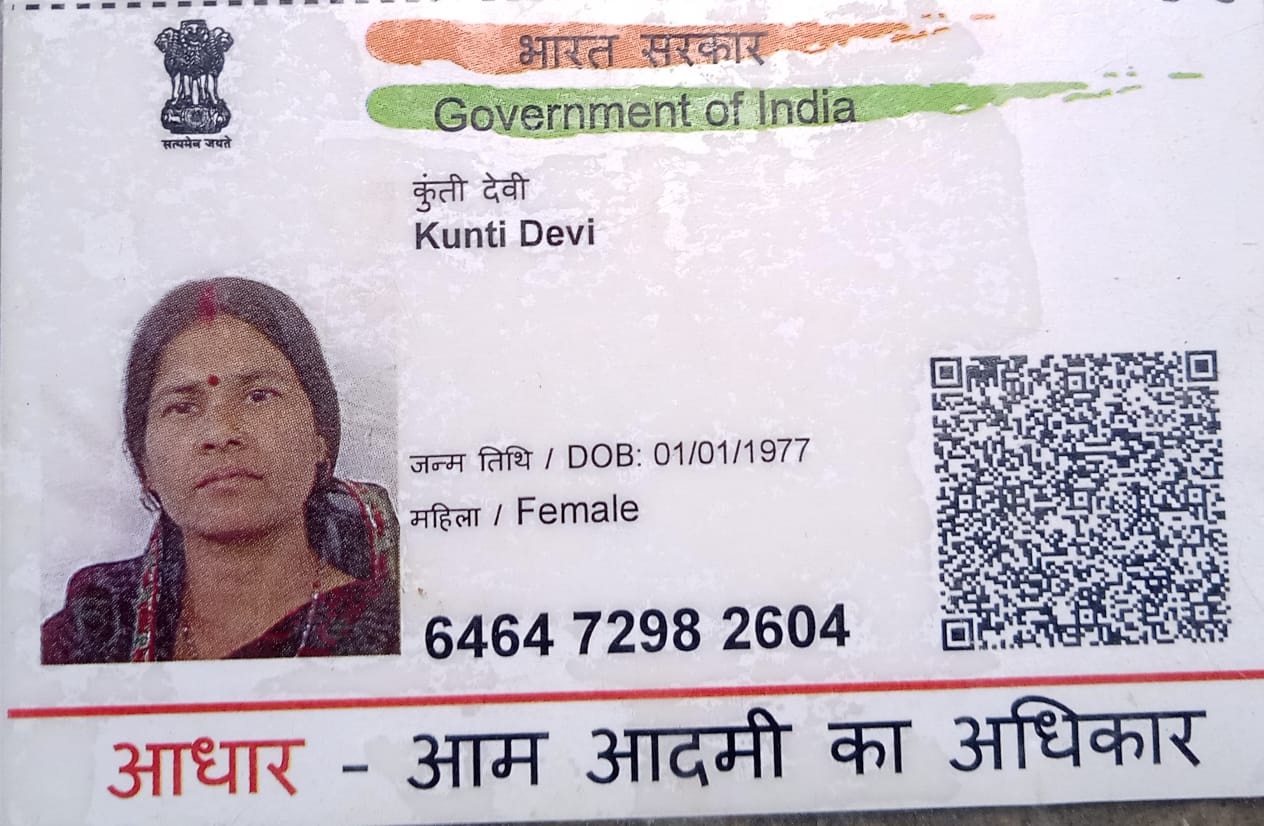 सत्यमेव जयते
भारत सरकार
Government of India
कुंती देवी
Kunti Devi
जन्म तिथि / DOB: 01/01/1977
महिला / Female
6464 7298 2604
आधार - आम आदमी का अधिकार